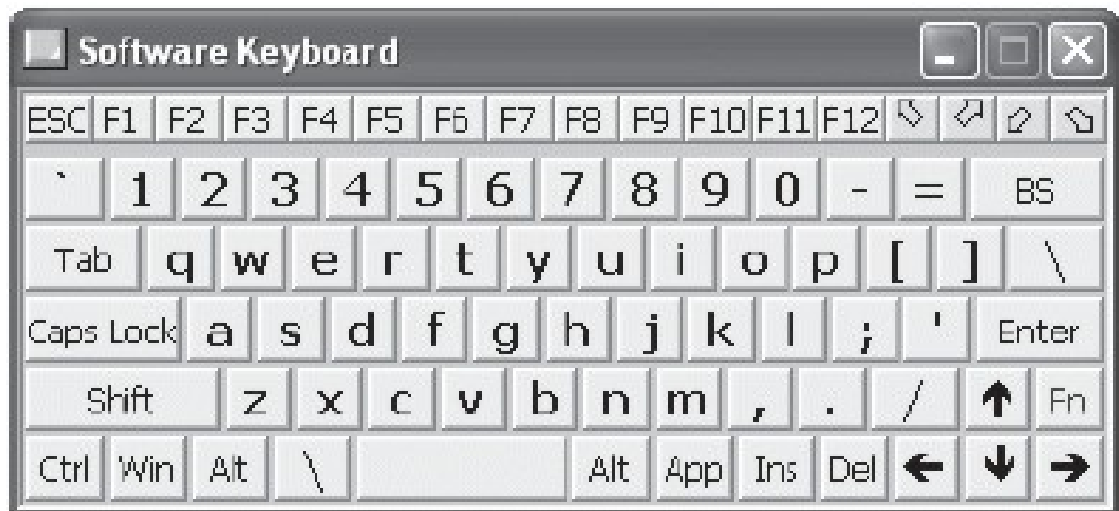 Software Keyboard
ESC F1 F2 F3 F4 F5 F6 F7 F8 F9 F10 F11 F12
` 1 2 3 4 5 6 7 8 9 0 - = BS
Tab q w e r t y u i o p [ ] \
Caps Lock a s d f g h j k l ; ' Enter
Shift z x c v b n m , . / ↑ Fn
Ctrl Win Alt \ Alt App Ins Del ← ↓ →